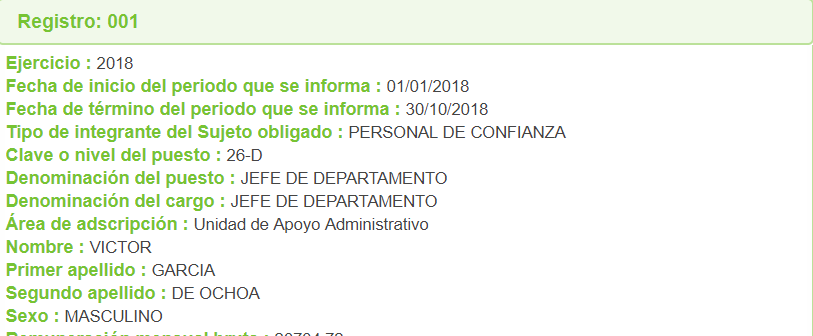 Registro: 001
Ejercicio : 2018
Fecha de inicio del periodo que se informa : 01/01/2018
Fecha de término del periodo que se informa : 30/10/2018
Tipo de integrante del Sujeto obligado : PERSONAL DE CONFIANZA
Clave o nivel del puesto : 26-D
Denominación del puesto : JEFE DE DEPARTAMENTO
Denominación del cargo : JEFE DE DEPARTAMENTO
Área de adscripción : Unidad de Apoyo Administrativo
Nombre : VICTOR
Primer apellido : GARCIA
Segundo apellido : DE OCHOA
Sexo : MASCULINO
Remuneración mensual bruta :